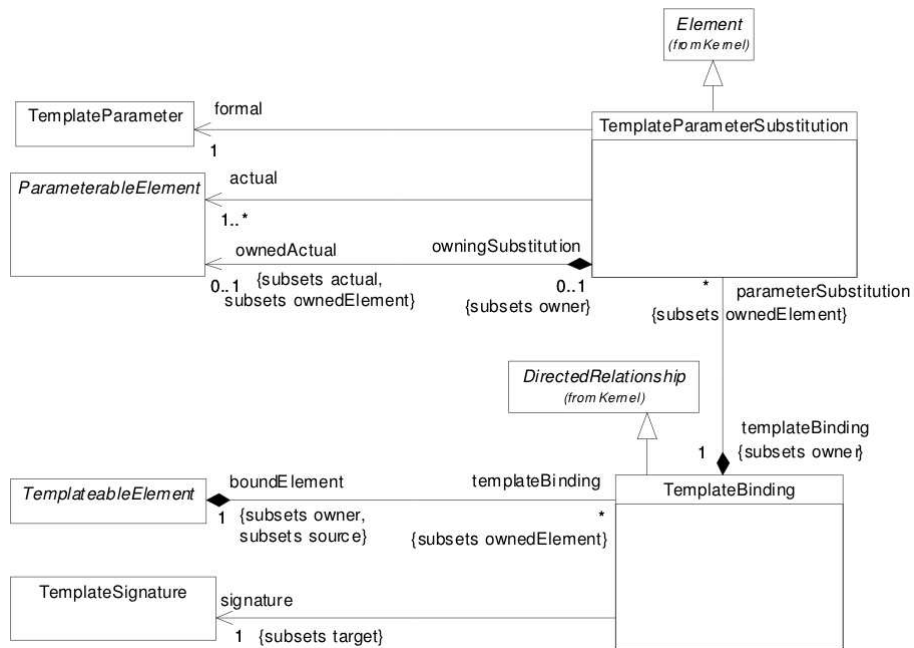 Element
(from Kernel)
TemplateParameter
formal
1
TemplateParameterSubstitution
ParameterableElement
actual
1..*
ownedActual
0..1
{subsets actual,
subsets ownedElement}
owningSubstitution
0..1
{subsets owner}
*
parameterSubstitution
{subsets ownedElement}
DirectedRelationship
(from Kernel)
templateBinding
1
{subsets owner}
TemplateableElement
boundElement
1
{subsets owner,
subsets source}
templateBinding
*
{subsets ownedElement}
TemplateBinding
TemplateSignature
signature
1
{subsets target}